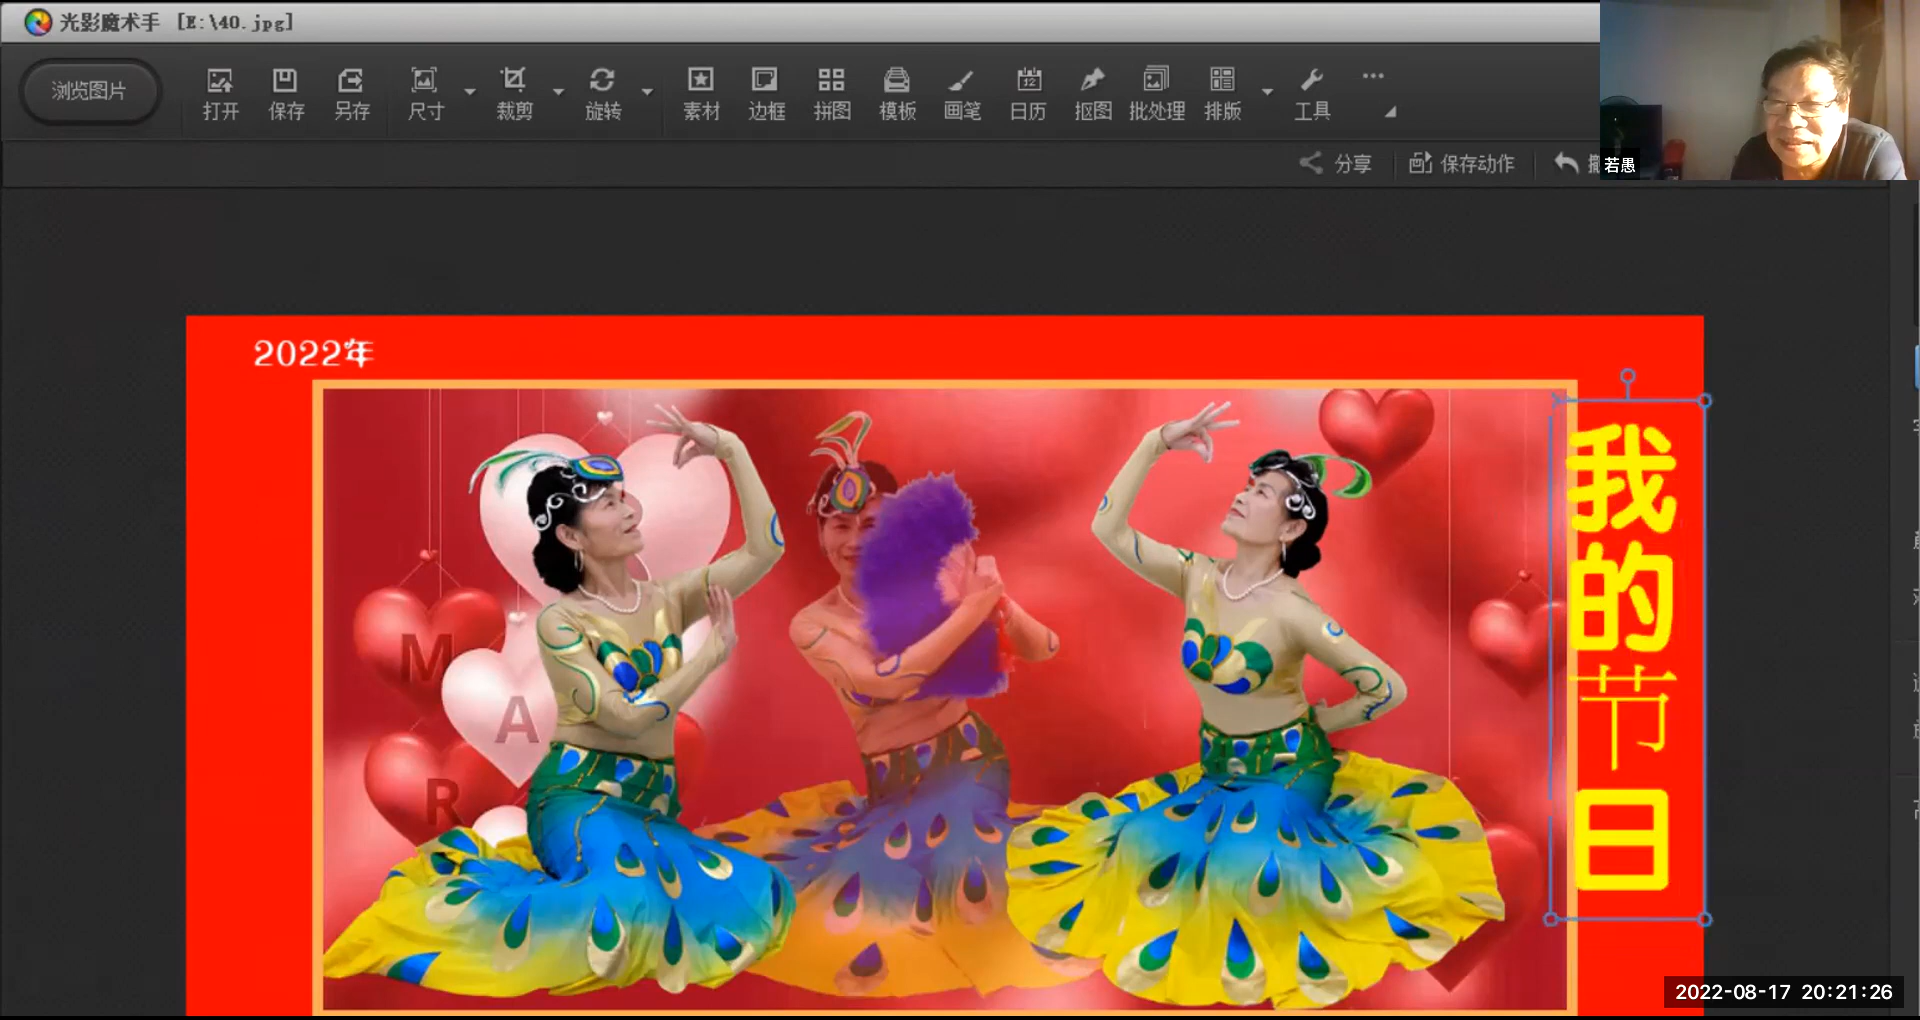 光影魔术手 [E:\40.jpg]
浏览图片
打开
保存
另存
尺寸
裁剪
旋转
素材
边框
拼图
模板
画笔
日历
抠图
批处理
排版
工具
分享
保存动作
若愚
2022年
我的节日
M
A
R
2022-08-17 20:21:26